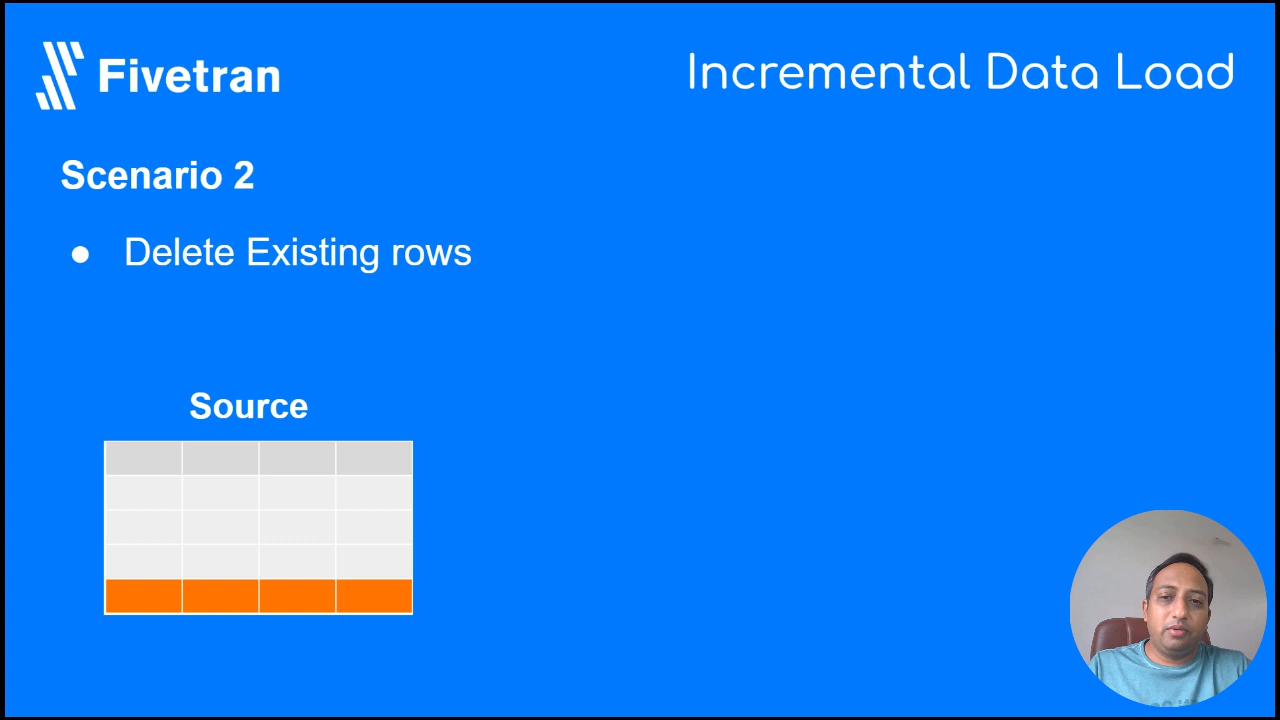 Fivetran
Incremental Data Load
Scenario 2
● Delete Existing rows
Source